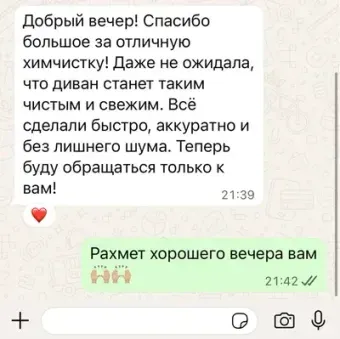 Добрый вечер! Спасибо
большое за отличную
химчистку! Даже не ожидала,
что диван станет таким
чистым и свежим. Всё
сделали быстро, аккуратно и
без лишнего шума. Теперь
буду обращаться только к
вам!
21:39
❤️
Рахмет хорошего вечера вам
🙌🏼🙌🏼
21:42